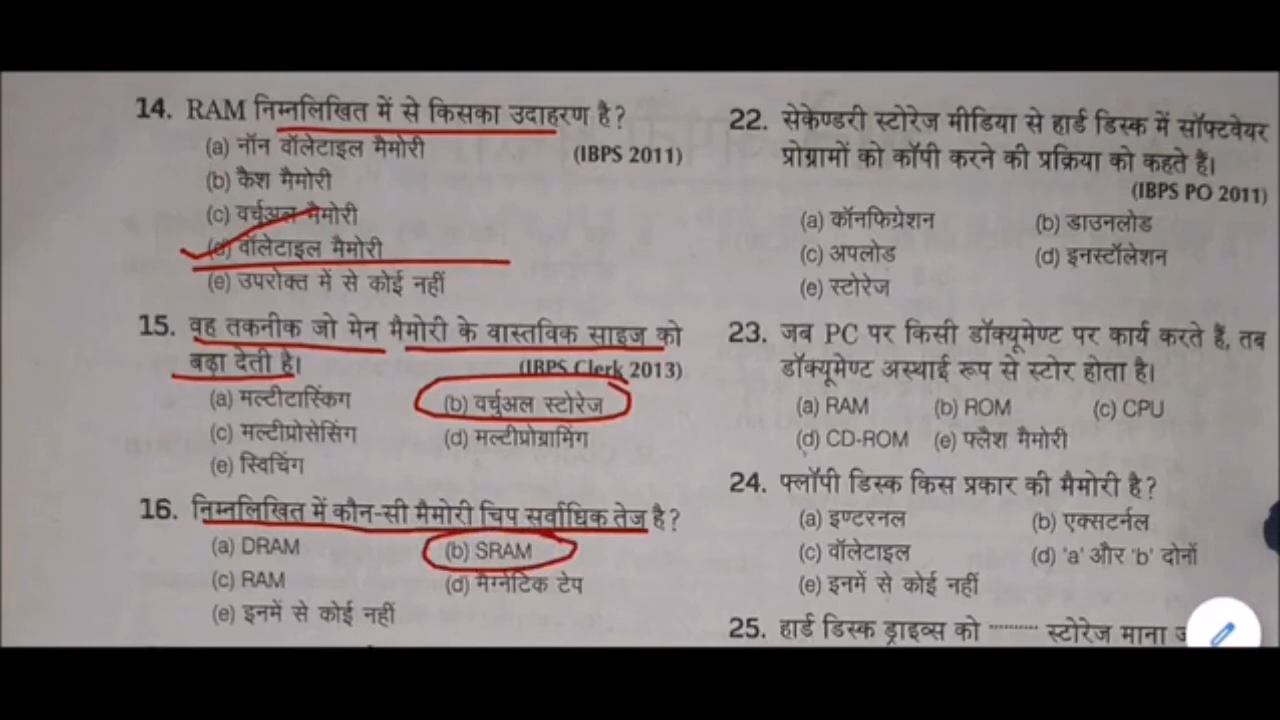 14. RAM निम्नलिखित में से किसका उदाहरण है?
(a) नॉन वॉलेटाइल मैमोरी (IBPS 2011)
(b) कैश मैमोरी
(c) वर्चुअल मैमोरी
(d) वॉलेटाइल मैमोरी
(e) उपरोक्त में से कोई नहीं
15. वह तकनीक जो मेन मैमोरी के वास्तविक साइज को
बढ़ा देती है। (IBPS Clerk 2013)
(a) मल्टीटास्किंग (b) वर्चुअल स्टोरेज
(c) मल्टीप्रोसेसिंग (d) मल्टीप्रोग्रामिंग
(e) स्विचिंग
16. निम्नलिखित में कौन-सी मैमोरी चिप सर्वाधिक तेज है?
(a) DRAM (b) SRAM
(c) RAM (d) मैग्नेटिक टेप
(e) इनमें से कोई नहीं
22. सेकेण्डरी स्टोरेज मीडिया से हार्ड डिस्क में सॉफ्टवेयर
प्रोग्रामों को कॉपी करने की प्रक्रिया को कहते हैं।
(IBPS PO 2011)
(a) कॉनफिग्रेशन (b) डाउनलोड
(c) अपलोड (d) इनस्टॉलेशन
(e) स्टोरेज
23. जब PC पर किसी डॉक्यूमेण्ट पर कार्य करते हैं, तब
डॉक्यूमेण्ट अस्थाई रूप से स्टोर होता है।
(a) RAM (b) ROM (c) CPU
(d) CD-ROM (e) फ्लैश मैमोरी
24. फ्लॉपी डिस्क किस प्रकार की मैमोरी है?
(a) इण्टरनल (b) एक्सटर्नल
(c) वॉलेटाइल (d) 'a' और 'b' दोनों
(e) इनमें से कोई नहीं
25. हार्ड डिस्क ड्राइव्स को .......... स्टोरेज माना